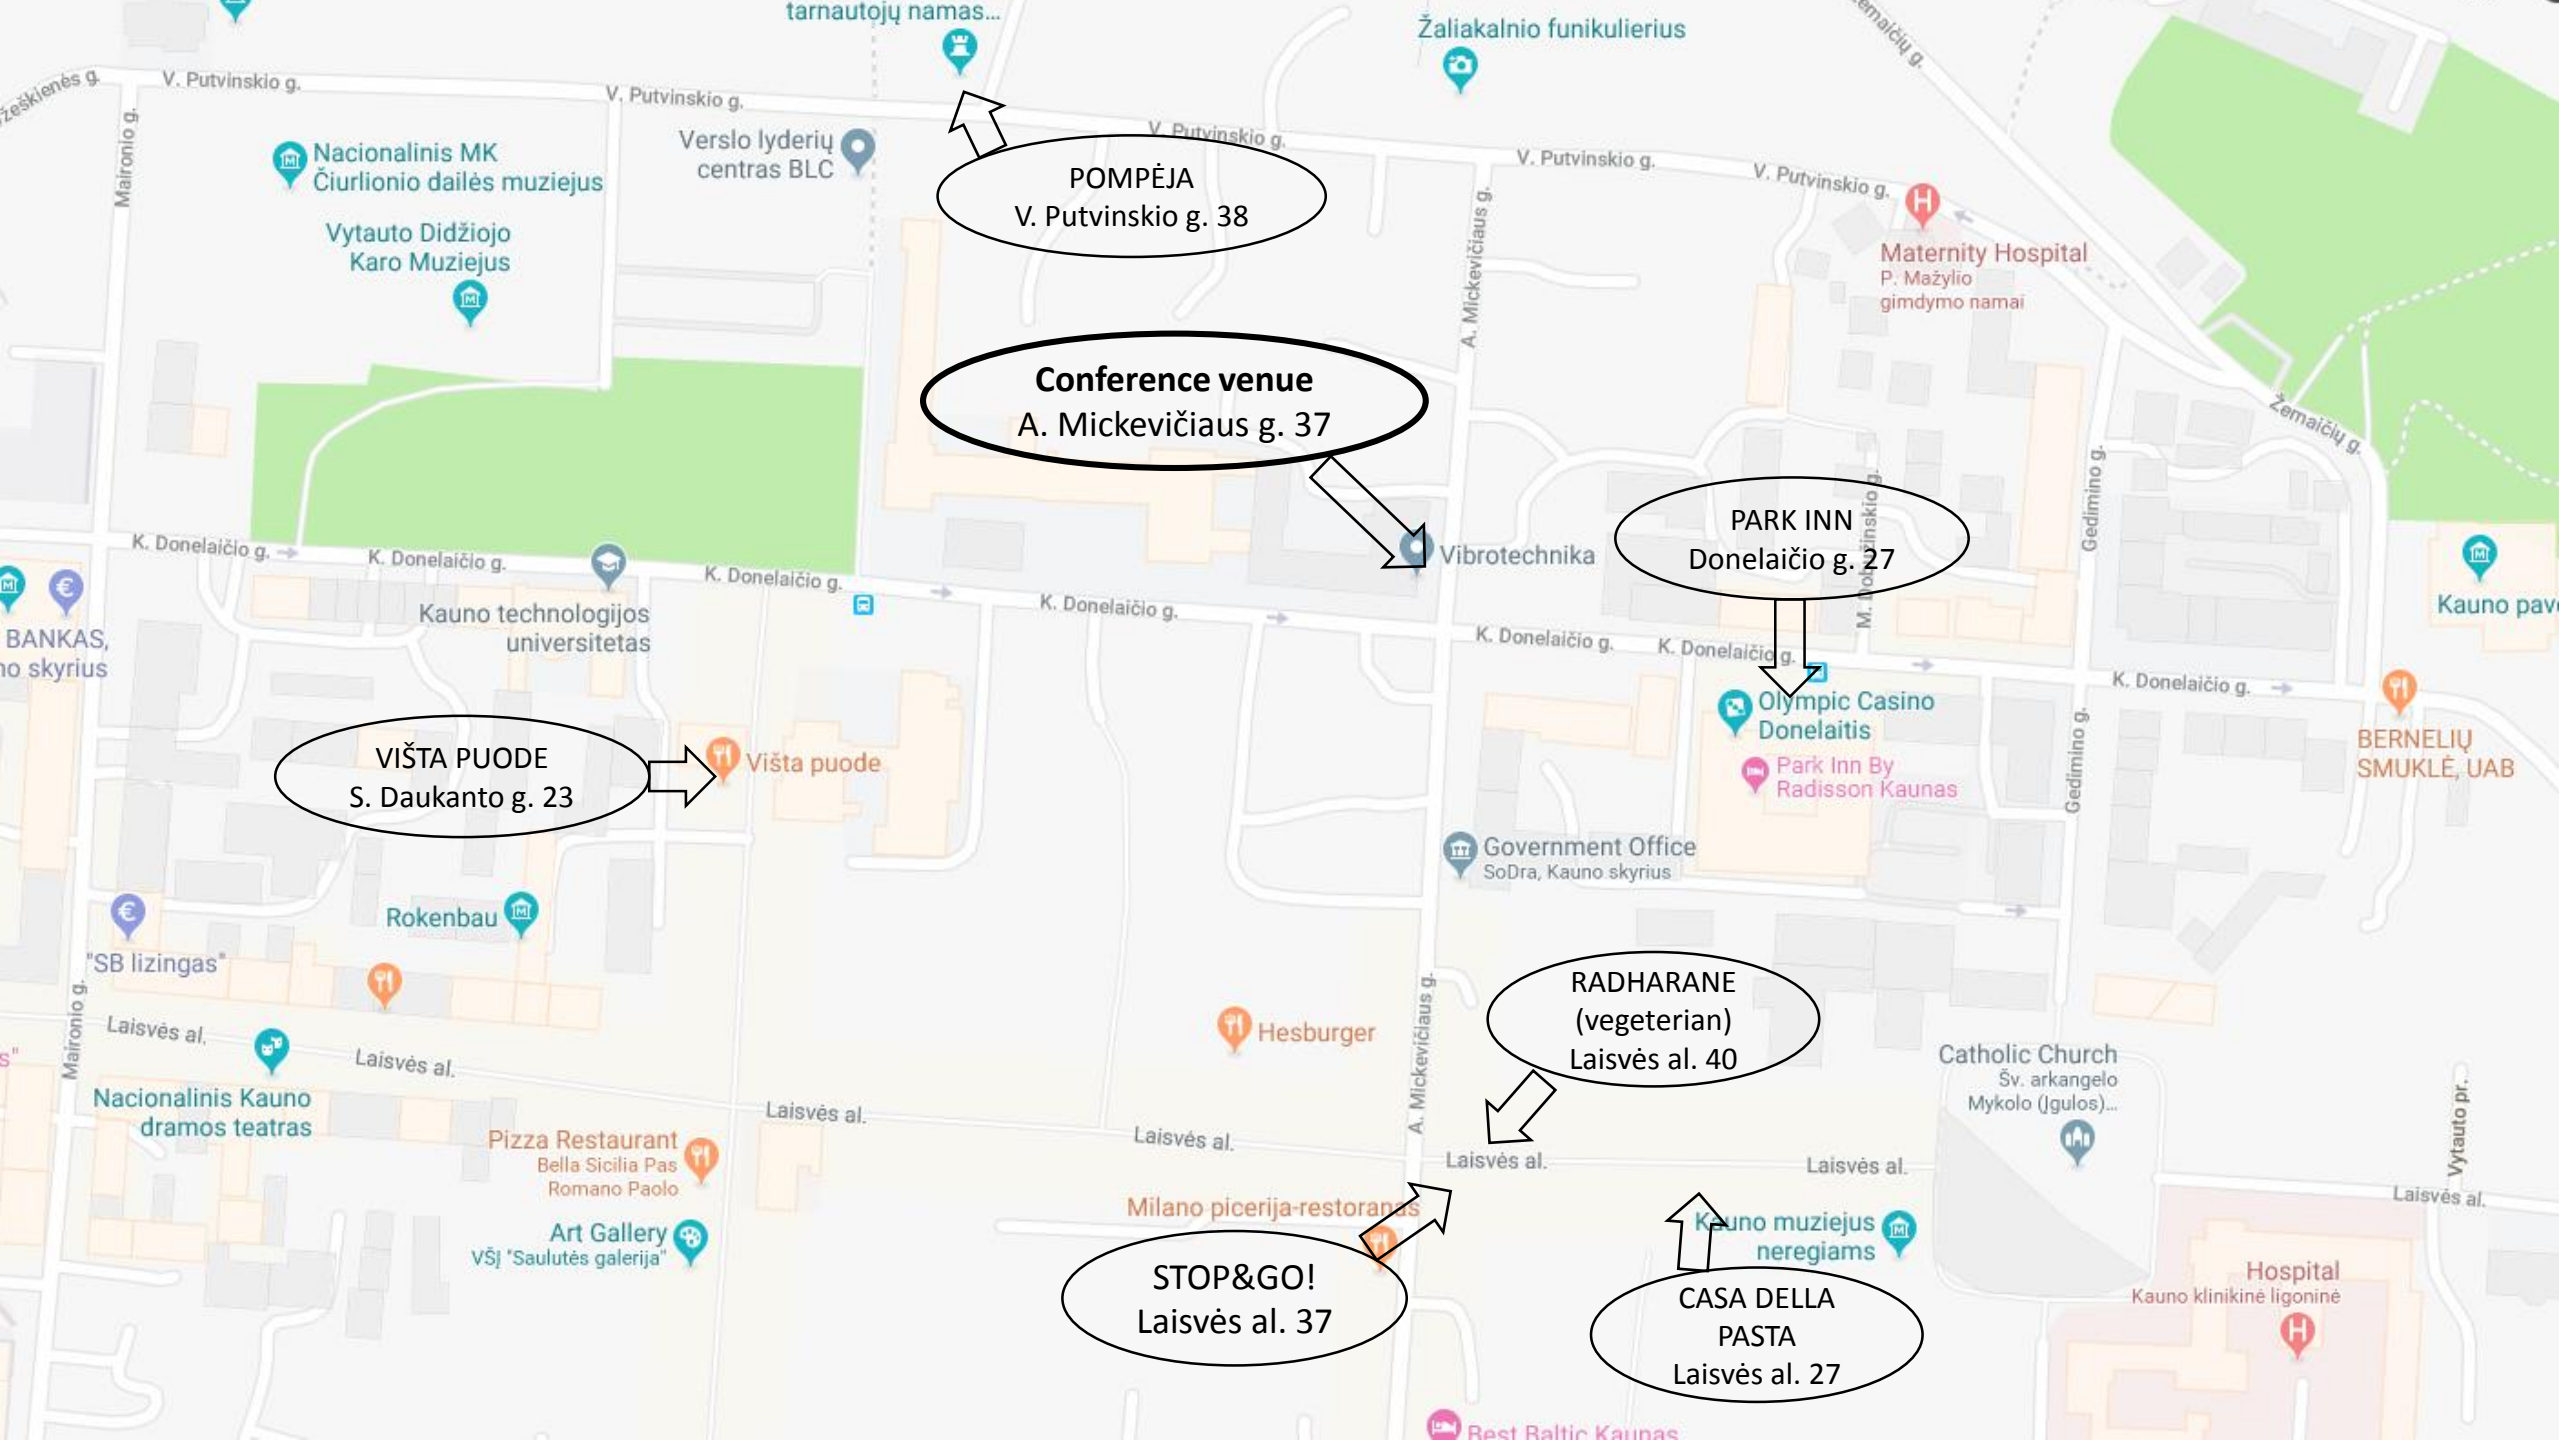 tarnautojų namas...
Žaliakalnio funikulierius
Žemaičių g.
V. Putvinskio g.
V. Putvinskio g.
V. Putvinskio g.
V. Putvinskio g.
V. Putvinskio g.
Maironio g.
Nacionalinis MK
Čiurlionio dailės muziejus
Verslo lyderių
centras BLC
POMPĖJA
V. Putvinskio g. 38
Vytauto Didžiojo
Karo Muziejus
A. Mickevičiaus g.
Maternity Hospital
P. Mažylio
gimdymo namai
Conference venue
A. Mickevičiaus g. 37
Žemaičių g.
Gedimino g.
PARK INN
Donelaičio g. 27
M. Dobužinskio g.
K. Donelaičio g.
K. Donelaičio g.
K. Donelaičio g.
K. Donelaičio g.
K. Donelaičio g.
K. Donelaičio g.
K. Donelaičio g.
Vibrotechnika
Kauno technologijos
universitetas
BANKAS,
no skyrius
Kauno pav
Olympic Casino
Donelaitis
Park Inn By
Radisson Kaunas
Gedimino g.
BERNELIŲ
SMUKLĖ, UAB
VIŠTA PUODE
S. Daukanto g. 23
Višta puode
Government Office
SoDra, Kauno skyrius
Rokenbau
"SB lizingas"
Maironio g.
Laisvės al.
Laisvės al.
Hesburger
A. Mickevičiaus g.
RADHARANE
(vegeterian)
Laisvės al. 40
Catholic Church
Šv. arkangelo
Mykolo (Įgulos)...
Vytauto pr.
Nacionalinis Kauno
dramos teatras
Laisvės al.
Laisvės al.
Laisvės al.
Laisvės al.
Laisvės al.
Pizza Restaurant
Bella Sicilia Pas
Romano Paolo
Milano picerija-restoranas
Art Gallery
VŠĮ "Saulutės galerija"
Kauno muziejus
neregiams
STOP&GO!
Laisvės al. 37
CASA DELLA
PASTA
Laisvės al. 27
Hospital
Kauno klinikinė ligoninė
Best Baltic Kaunas